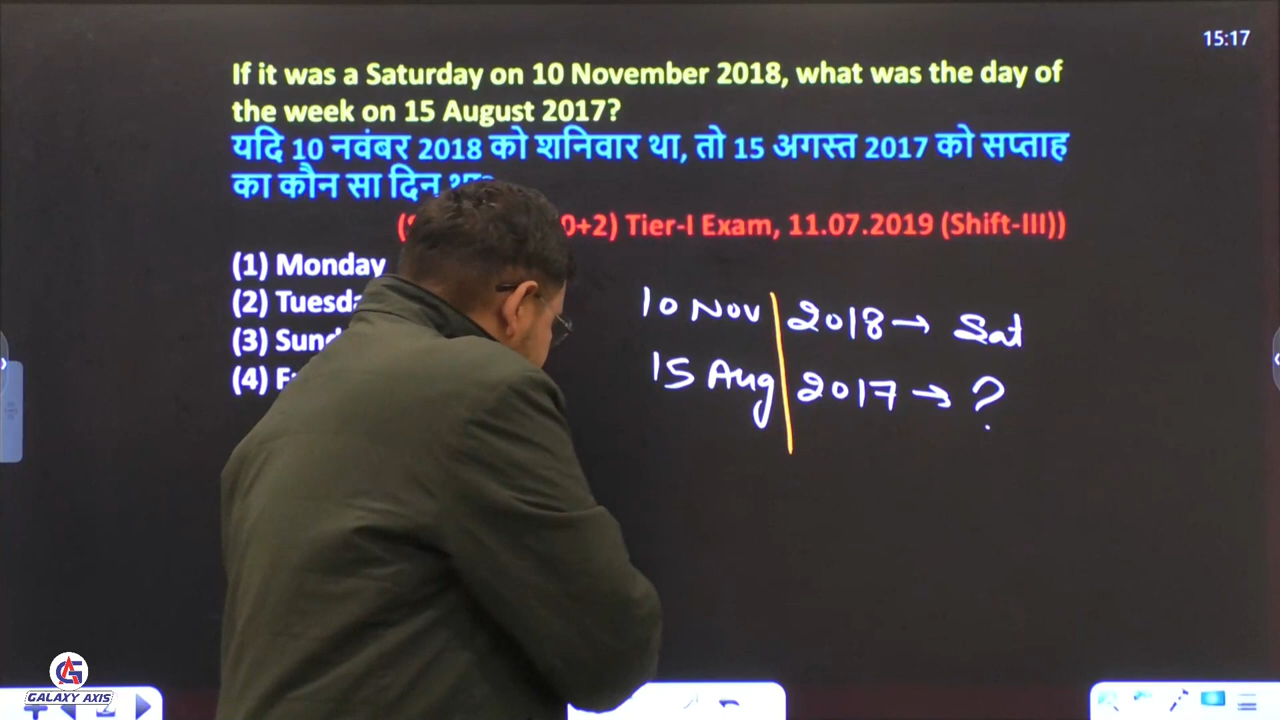 15:17
If it was a Saturday on 10 November 2018, what was the day of
the week on 15 August 2017?
यदि 10 नवंबर 2018 को शनिवार था, तो 15 अगस्त 2017 को सप्ताह
का कौन सा दिन
0+2) Tier-I Exam, 11.07.2019 (Shift-III))
(1) Monday
(2) Tuesda
(3) Sund
(4) F
10 Nov 2018 → Sat
15 Aug 2017 → ?
GALAXY AXIS